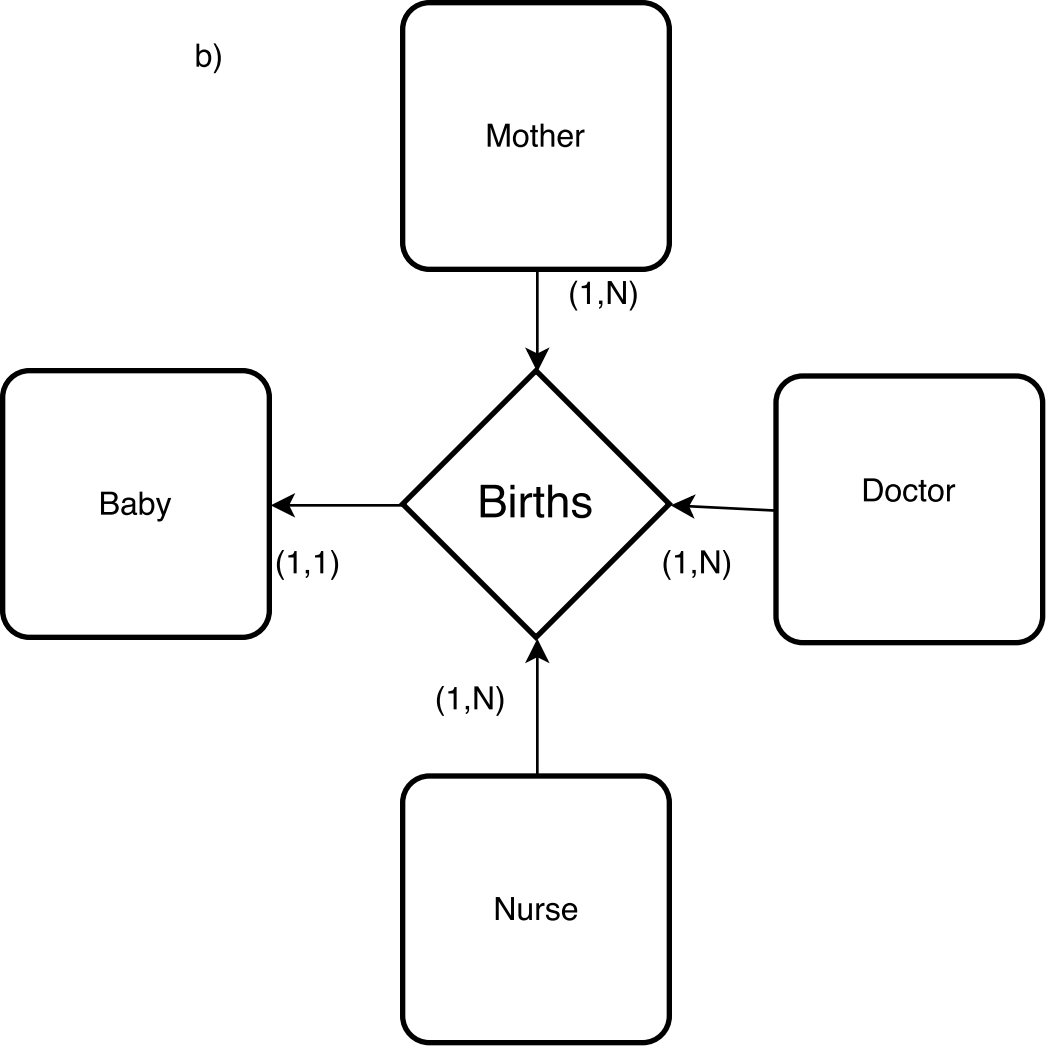 b)
Mother
(1,N)
Baby
Births
Doctor
(1,1)
(1,N)
(1,N)
Nurse